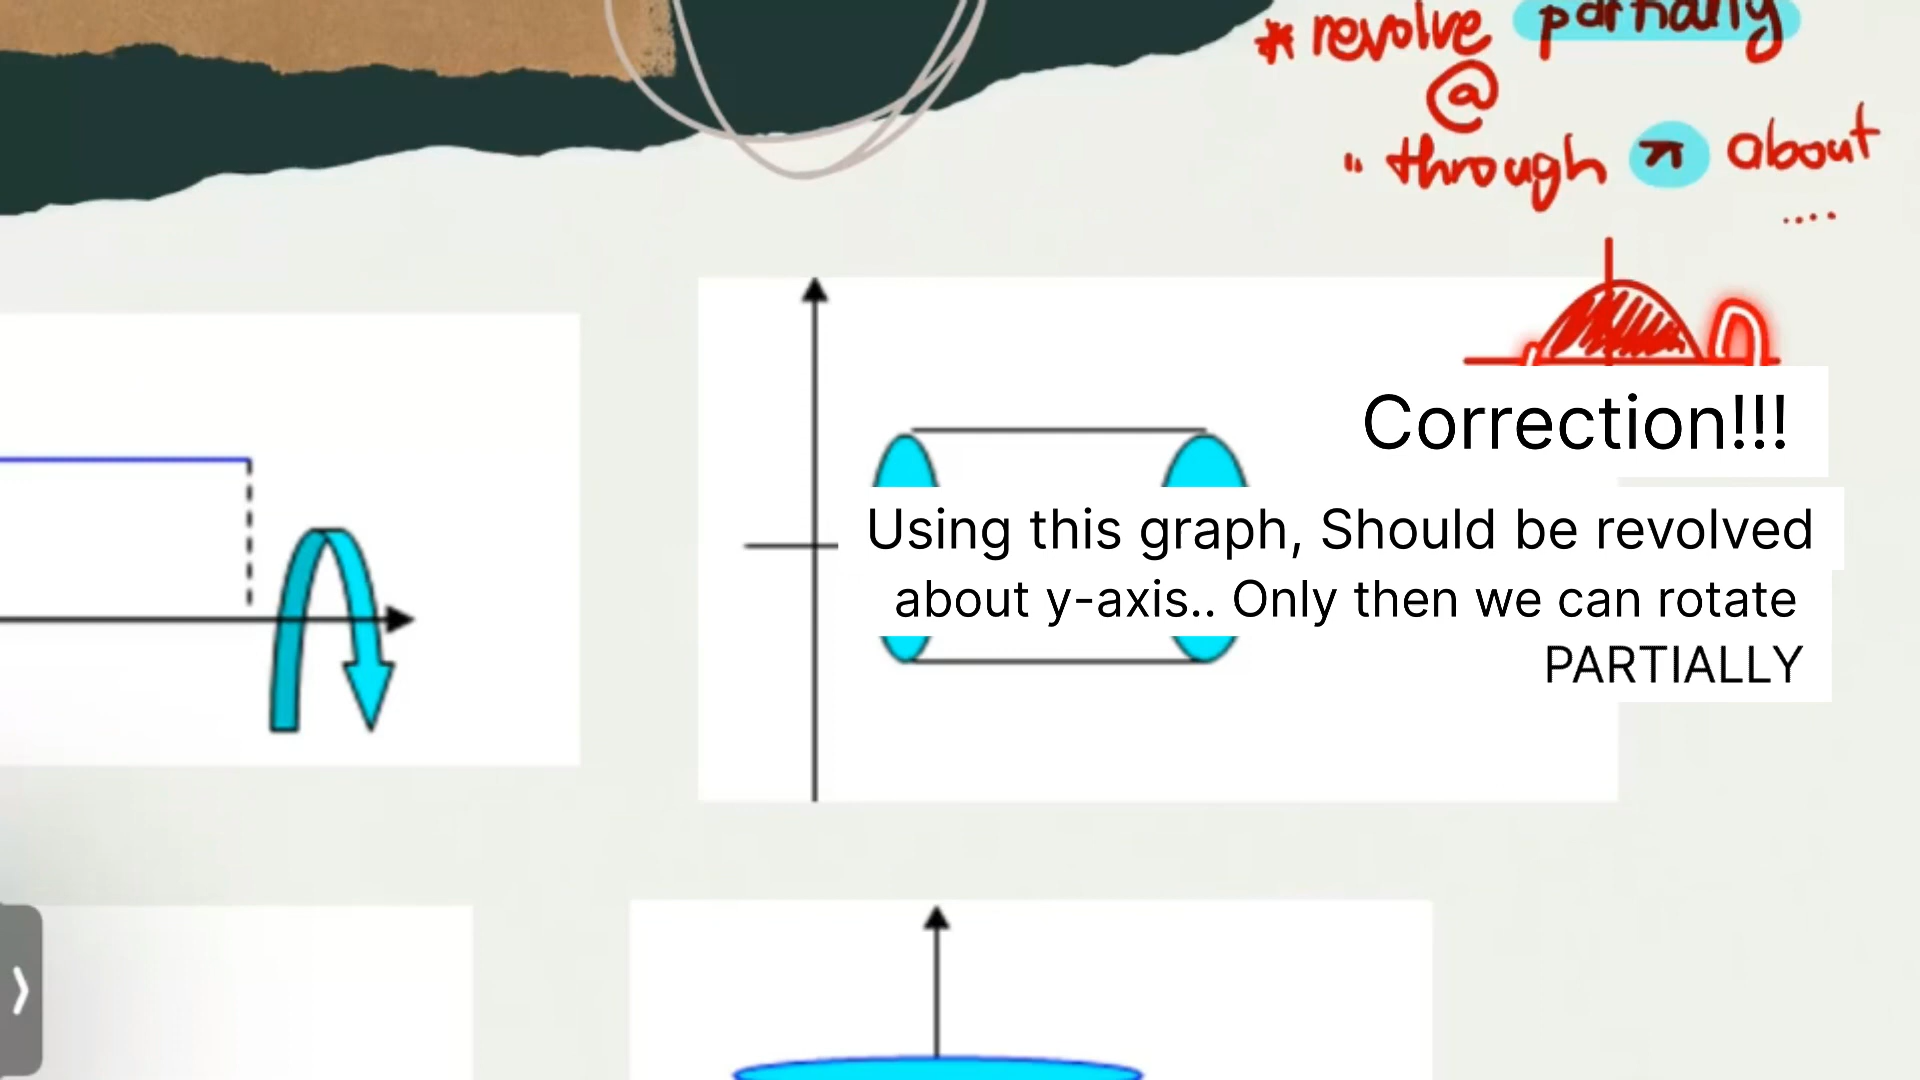 * revolve partially
@
" through π about
....
Correction!!!
Using this graph, Should be revolved
about y-axis.. Only then we can rotate
PARTIALLY